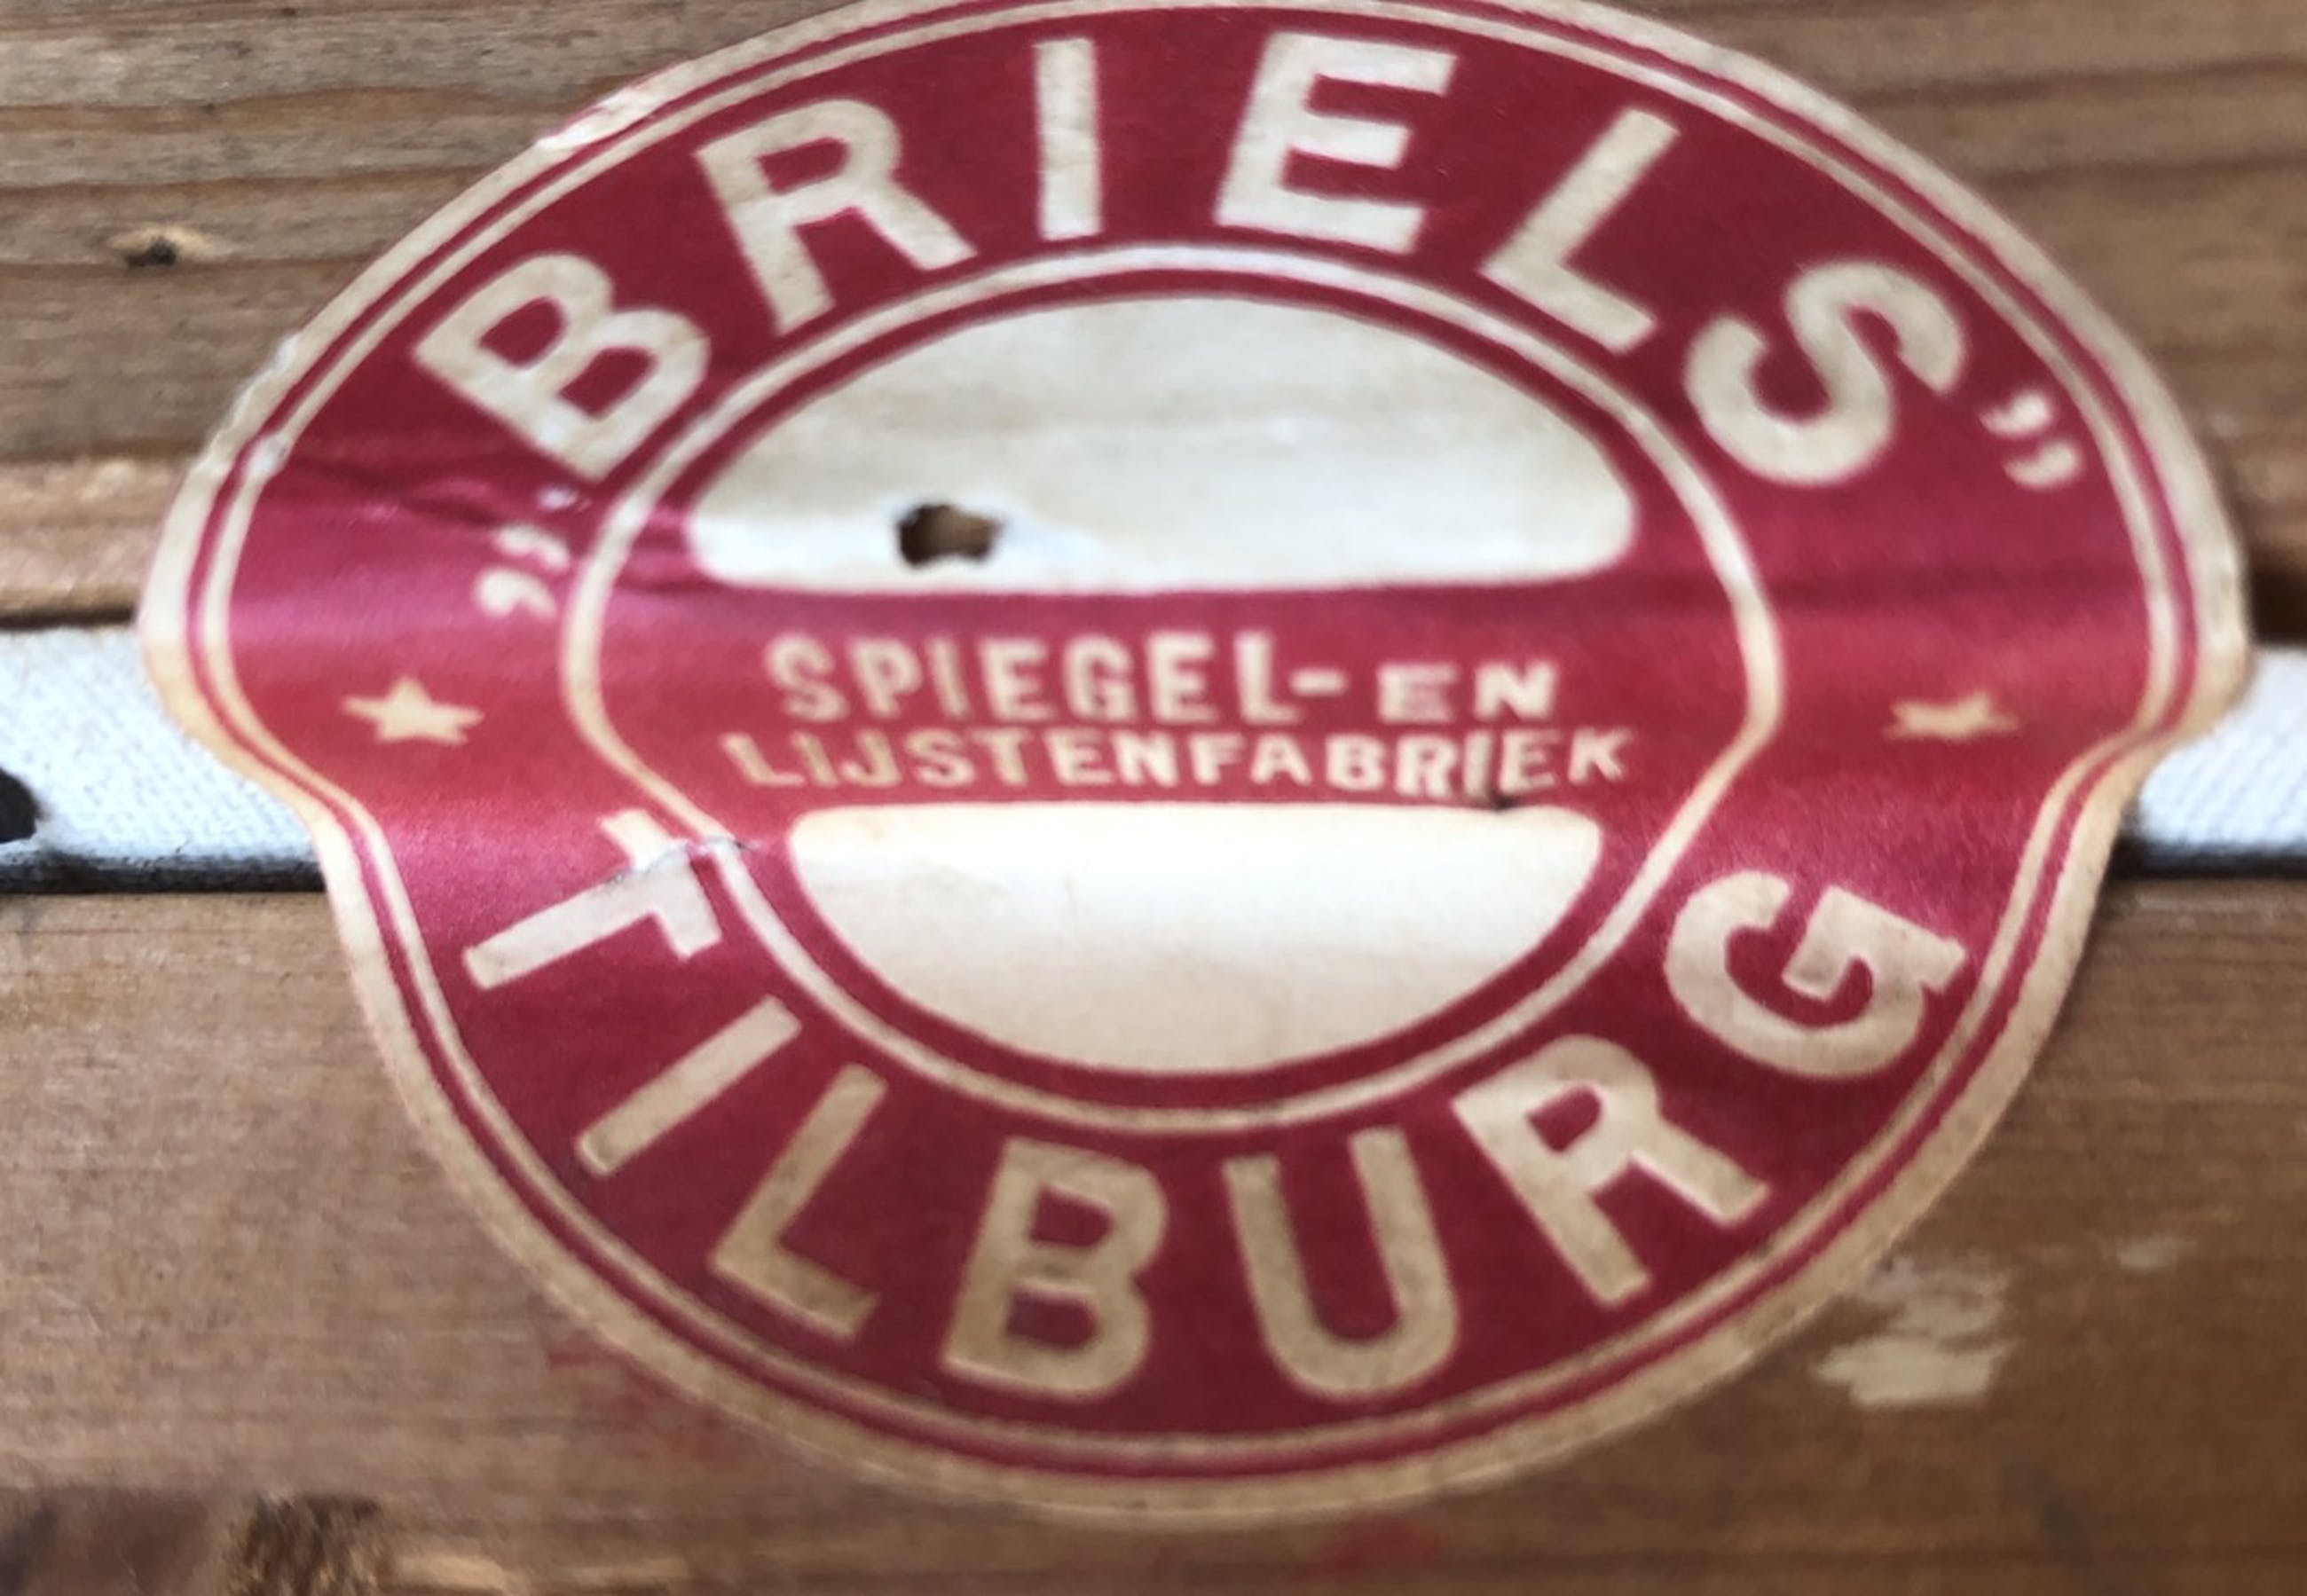 „BRIELS”
SPIEGEL- EN
LIJSTENFABRIEK
TILBURG